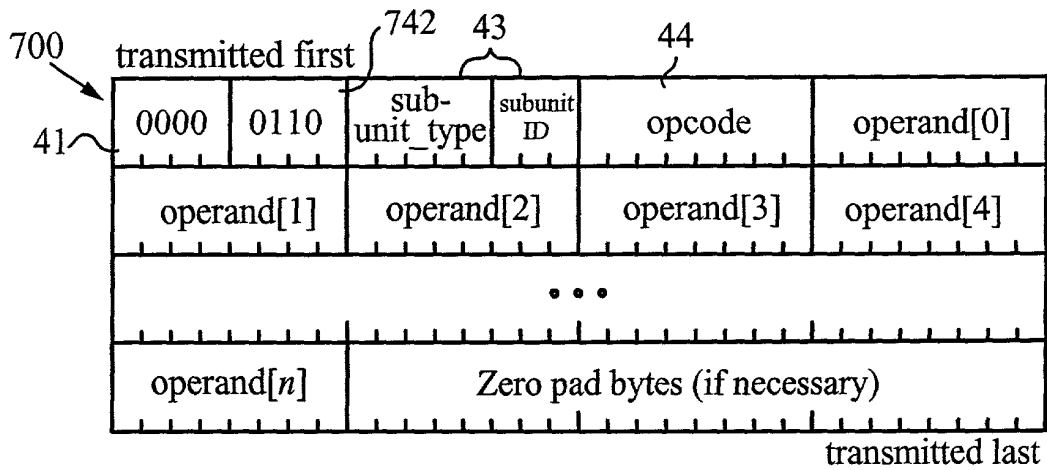 742
43
44
700
transmitted first
0000
0110
sub-
unit_type
subunit
ID
opcode
operand[0]
41
operand[1]
operand[2]
operand[3]
operand[4]
operand[n]
Zero pad bytes (if necessary)
transmitted last